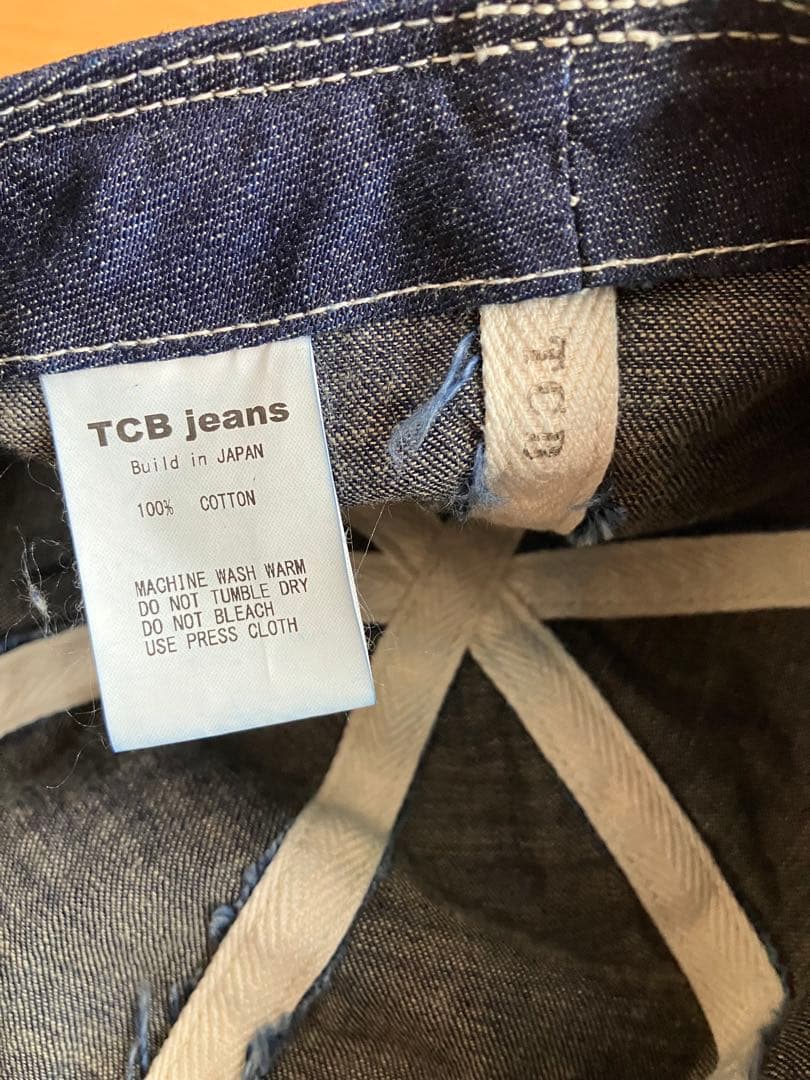 TCB jeans
Build in JAPAN
100% COTTON
MACHINE WASH WARM
DO NOT TUMBLE DRY
DO NOT BLEACH
USE PRESS CLOTH
TCB